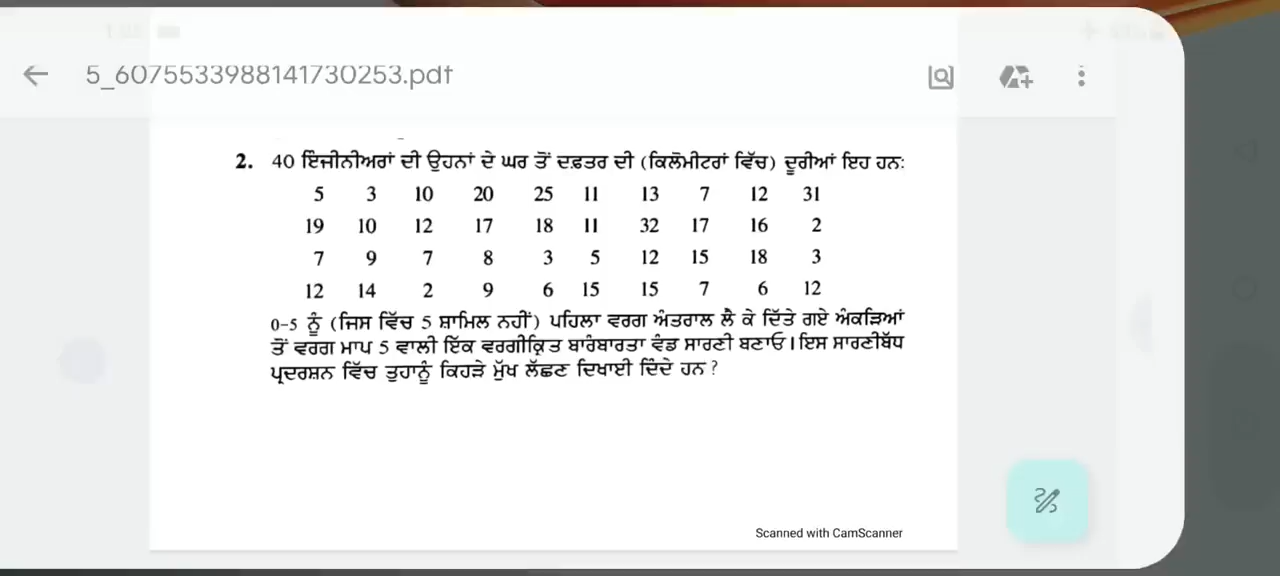 5_6075533988141730253.pdf
2. 40 ਇੰਜੀਨੀਅਰਾਂ ਦੀ ਉਹਨਾਂ ਦੇ ਘਰ ਤੋਂ ਦਫ਼ਤਰ ਦੀ (ਕਿਲੋਮੀਟਰਾਂ ਵਿੱਚ) ਦੂਰੀਆਂ ਇਹ ਹਨ:
5 3 10 20 25 11 13 7 12 31
19 10 12 17 18 11 32 17 16 2
7 9 7 8 3 5 12 15 18 3
12 14 2 9 6 15 15 7 6 12
0-5 ਨੂੰ (ਜਿਸ ਵਿੱਚ 5 ਸ਼ਾਮਿਲ ਨਹੀਂ) ਪਹਿਲਾ ਵਰਗ ਅੰਤਰਾਲ ਲੈ ਕੇ ਦਿੱਤੇ ਗਏ ਅੰਕੜਿਆਂ
ਤੋਂ ਵਰਗ ਮਾਪ 5 ਵਾਲੀ ਇੱਕ ਵਰਗੀਕ੍ਰਿਤ ਬਾਰੰਬਾਰਤਾ ਵੰਡ ਸਾਰਣੀ ਬਣਾਓ। ਇਸ ਸਾਰਣੀਬੱਧ
ਪ੍ਰਦਰਸ਼ਨ ਵਿੱਚ ਤੁਹਾਨੂੰ ਕਿਹੜੇ ਮੁੱਖ ਲੱਛਣ ਦਿਖਾਈ ਦਿੰਦੇ ਹਨ ?
Scanned with CamScanner